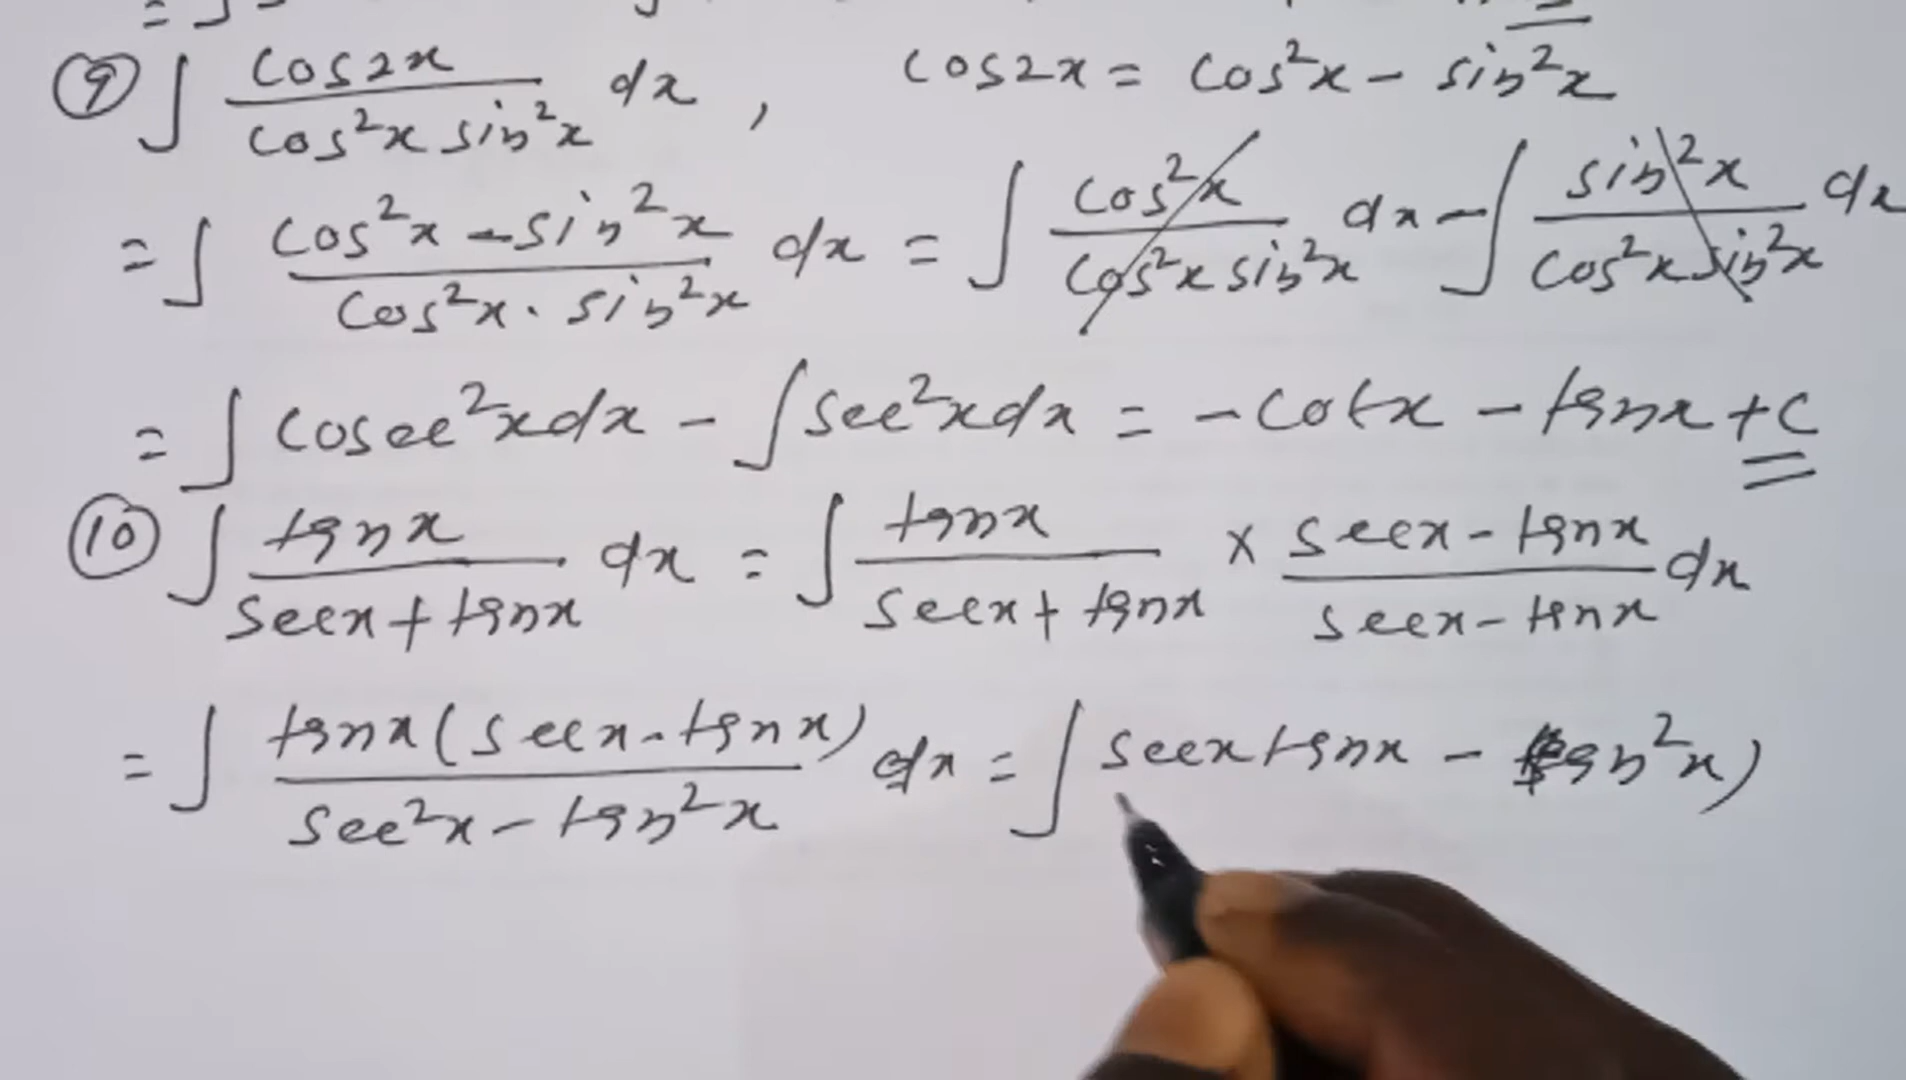 ⑨ ∫ cos2x / cos²x sin²x dx , cos2x = cos²x - sin²x
= ∫ cos²x - sin²x / cos²x · sin²x dx = ∫ cos²x / cos²x sin²x dx - ∫ sin²x / cos²x sin²x dx
= ∫ cosec²x dx - ∫ sec²x dx = - cotx - tanx + c
⑩ ∫ tanx / secx + tanx dx = ∫ tanx / secx + tanx × secx - tanx / secx - tanx dx
= ∫ tanx (secx - tanx) / sec²x - tan²x dx = ∫ secx tanx - tan²x)